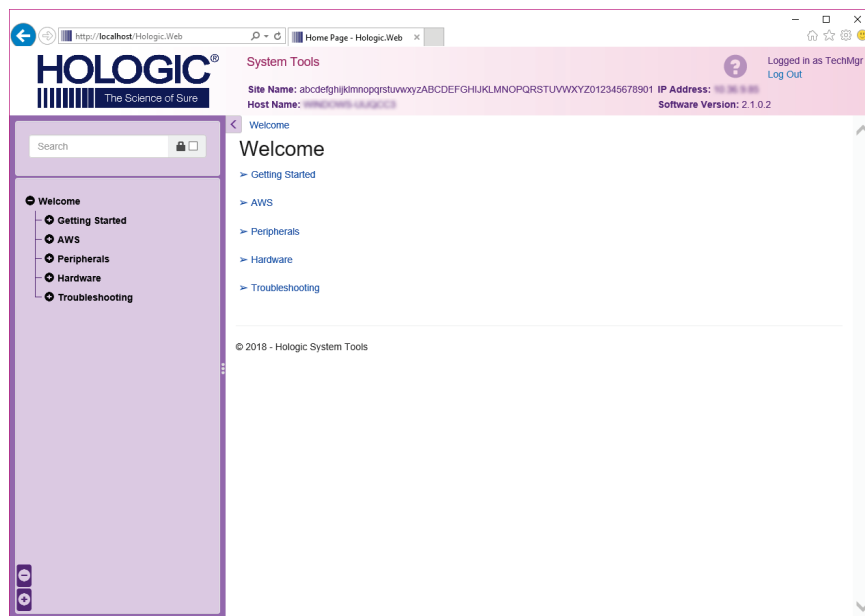 http://localhost/Hologic.Web
Home Page - Hologic.Web
HOLOGIC®
The Science of Sure
System Tools
Logged in as TechMgr
Log Out
Site Name: abcdefghijklmnopqrstuvwxyzABCDEFGHIJKLMNOPQRSTUVWXYZ012345678901 IP Address:
Host Name:
Software Version: 2.1.0.2
Search
Welcome
Getting Started
AWS
Peripherals
Hardware
Troubleshooting
Welcome
Welcome
➢ Getting Started
➢ AWS
➢ Peripherals
➢ Hardware
➢ Troubleshooting
© 2018 - Hologic System Tools